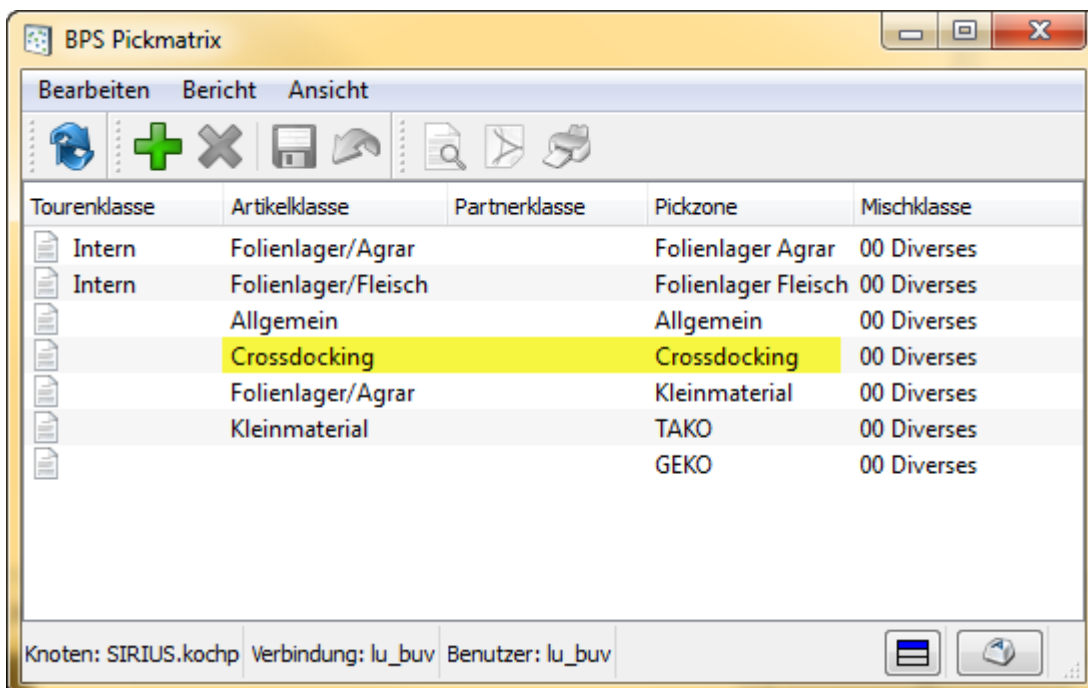 BPS Pickmatrix
Bearbeiten Bericht Ansicht
Tourenklasse Artikelklasse Partnerklasse Pickzone Mischklasse
Intern Folienlager/Agrar Folienlager Agrar 00 Diverses
Intern Folienlager/Fleisch Folienlager Fleisch 00 Diverses
Allgemein Allgemein 00 Diverses
Crossdocking Crossdocking 00 Diverses
Folienlager/Agrar Kleinmaterial 00 Diverses
Kleinmaterial TAKO 00 Diverses
GEKO 00 Diverses
Knoten: SIRIUS.kochp Verbindung: lu_buv Benutzer: lu_buv